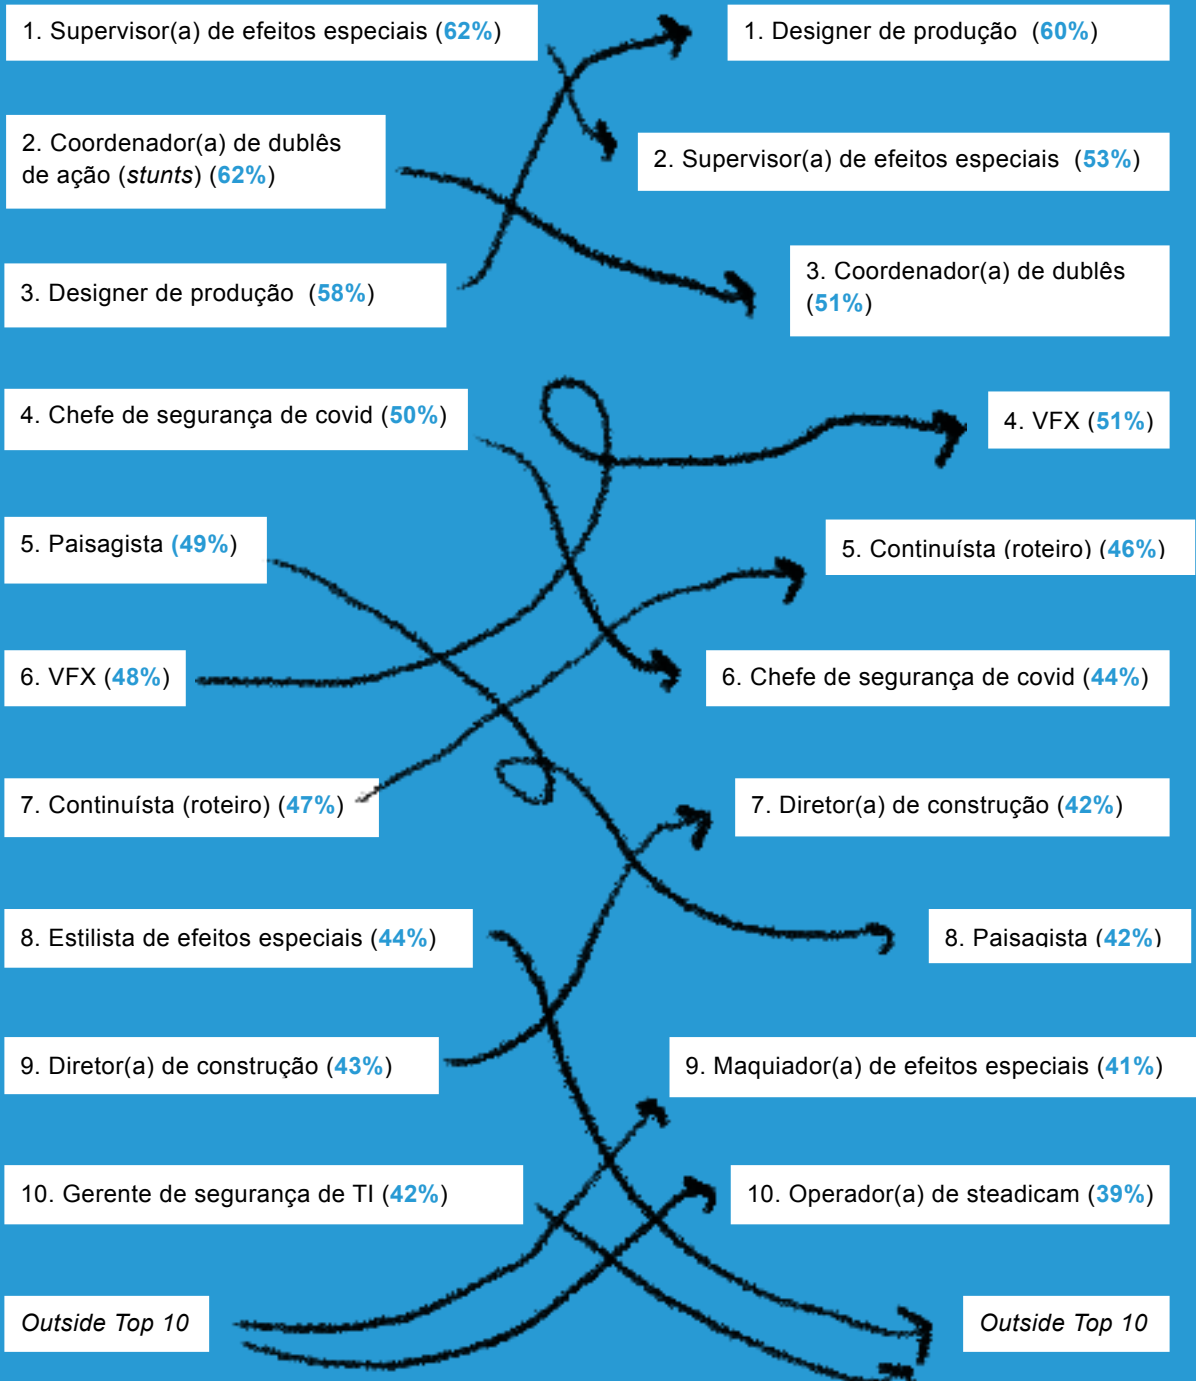 1. Supervisor(a) de efeitos especiais (62%)
1. Designer de produção (60%)
2. Coordenador(a) de dublês
de ação (stunts) (62%)
2. Supervisor(a) de efeitos especiais (53%)
3. Designer de produção (58%)
3. Coordenador(a) de dublês
(51%)
4. Chefe de segurança de covid (50%)
4. VFX (51%)
5. Paisagista (49%)
5. Continuísta (roteiro) (46%)
6. VFX (48%)
6. Chefe de segurança de covid (44%)
7. Continuísta (roteiro) (47%)
7. Diretor(a) de construção (42%)
8. Estilista de efeitos especiais (44%)
8. Paisagista (42%)
9. Diretor(a) de construção (43%)
9. Maquiador(a) de efeitos especiais (41%)
10. Gerente de segurança de TI (42%)
10. Operador(a) de steadicam (39%)
Outside Top 10
Outside Top 10